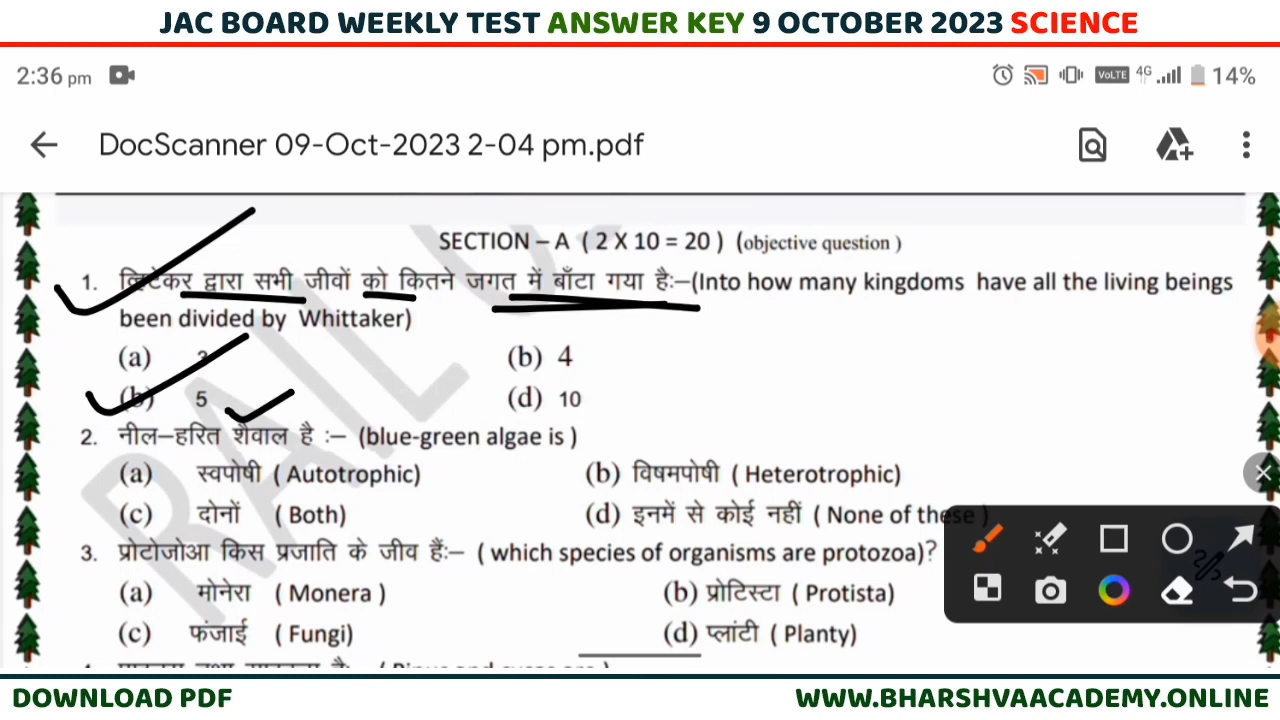 JAC BOARD WEEKLY TEST ANSWER KEY 9 OCTOBER 2023 SCIENCE
2:36 pm VoLTE 4G 14%
DocScanner 09-Oct-2023 2-04 pm.pdf
SECTION – A ( 2 X 10 = 20 ) (objective question )
1. व्हिटेकर द्वारा सभी जीवों को कितने जगत में बाँटा गया है:–(Into how many kingdoms have all the living beings
been divided by Whittaker)
(a) (b) 4
(b) 5 (d) 10
2. नील–हरित शैवाल है :– (blue-green algae is )
(a) स्वपोषी ( Autotrophic) (b) विषमपोषी ( Heterotrophic)
(c) दोनों ( Both) (d) इनमें से कोई नहीं ( None of these )
3. प्रोटोजोआ किस प्रजाति के जीव हैं:– ( which species of organisms are protozoa)?
(a) मोनेरा ( Monera ) (b) प्रोटिस्टा ( Protista)
(c) फंजाई ( Fungi) (d) प्लांटी ( Planty)
RAIL
DOWNLOAD PDF WWW.BHARSHVAACADEMY.ONLINE